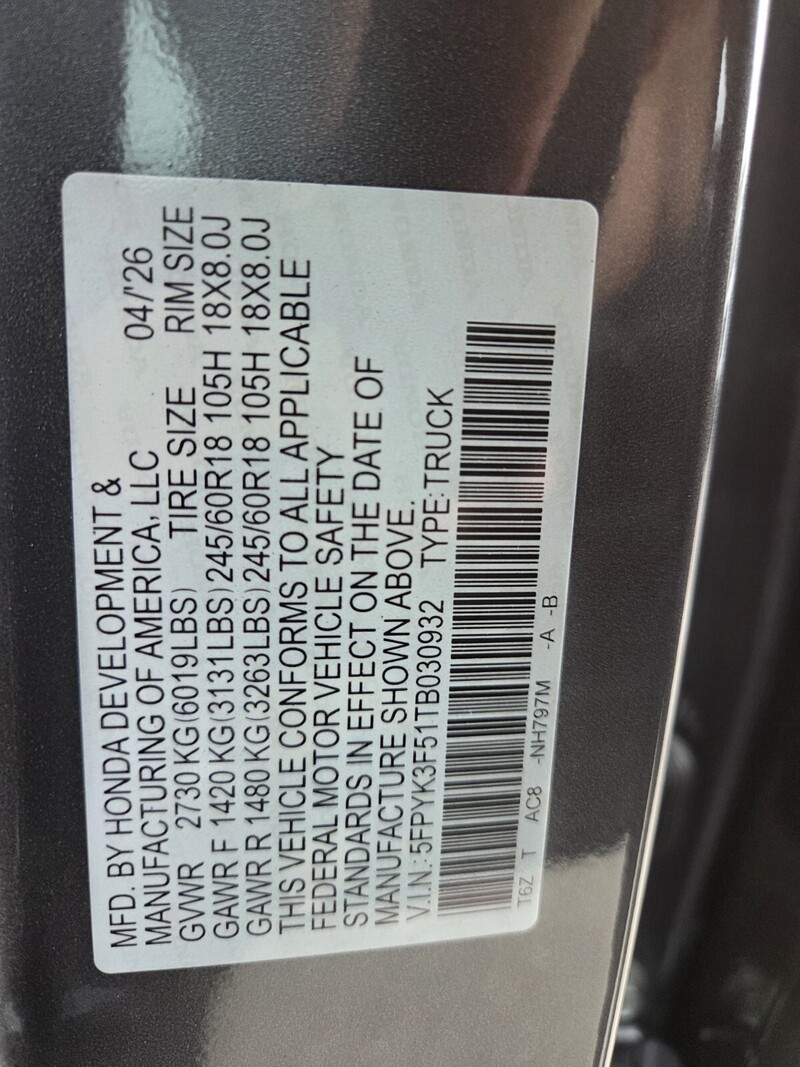 MFD. BY HONDA DEVELOPMENT &
MANUFACTURING OF AMERICA, LLC 04/'26
GVWR 2730 KG(6019LBS) TIRE SIZE RIM SIZE
GAWR F 1420 KG(3131LBS) 245/60R18 105H 18X8.0J
GAWR R 1480 KG(3263LBS) 245/60R18 105H 18X8.0J
THIS VEHICLE CONFORMS TO ALL APPLICABLE
FEDERAL MOTOR VEHICLE SAFETY
STANDARDS IN EFFECT ON THE DATE OF
MANUFACTURE SHOWN ABOVE.
V.I.N.: 5FPYK3F51TB030932 TYPE:TRUCK
T6Z T AC8 -NH797M -A -B